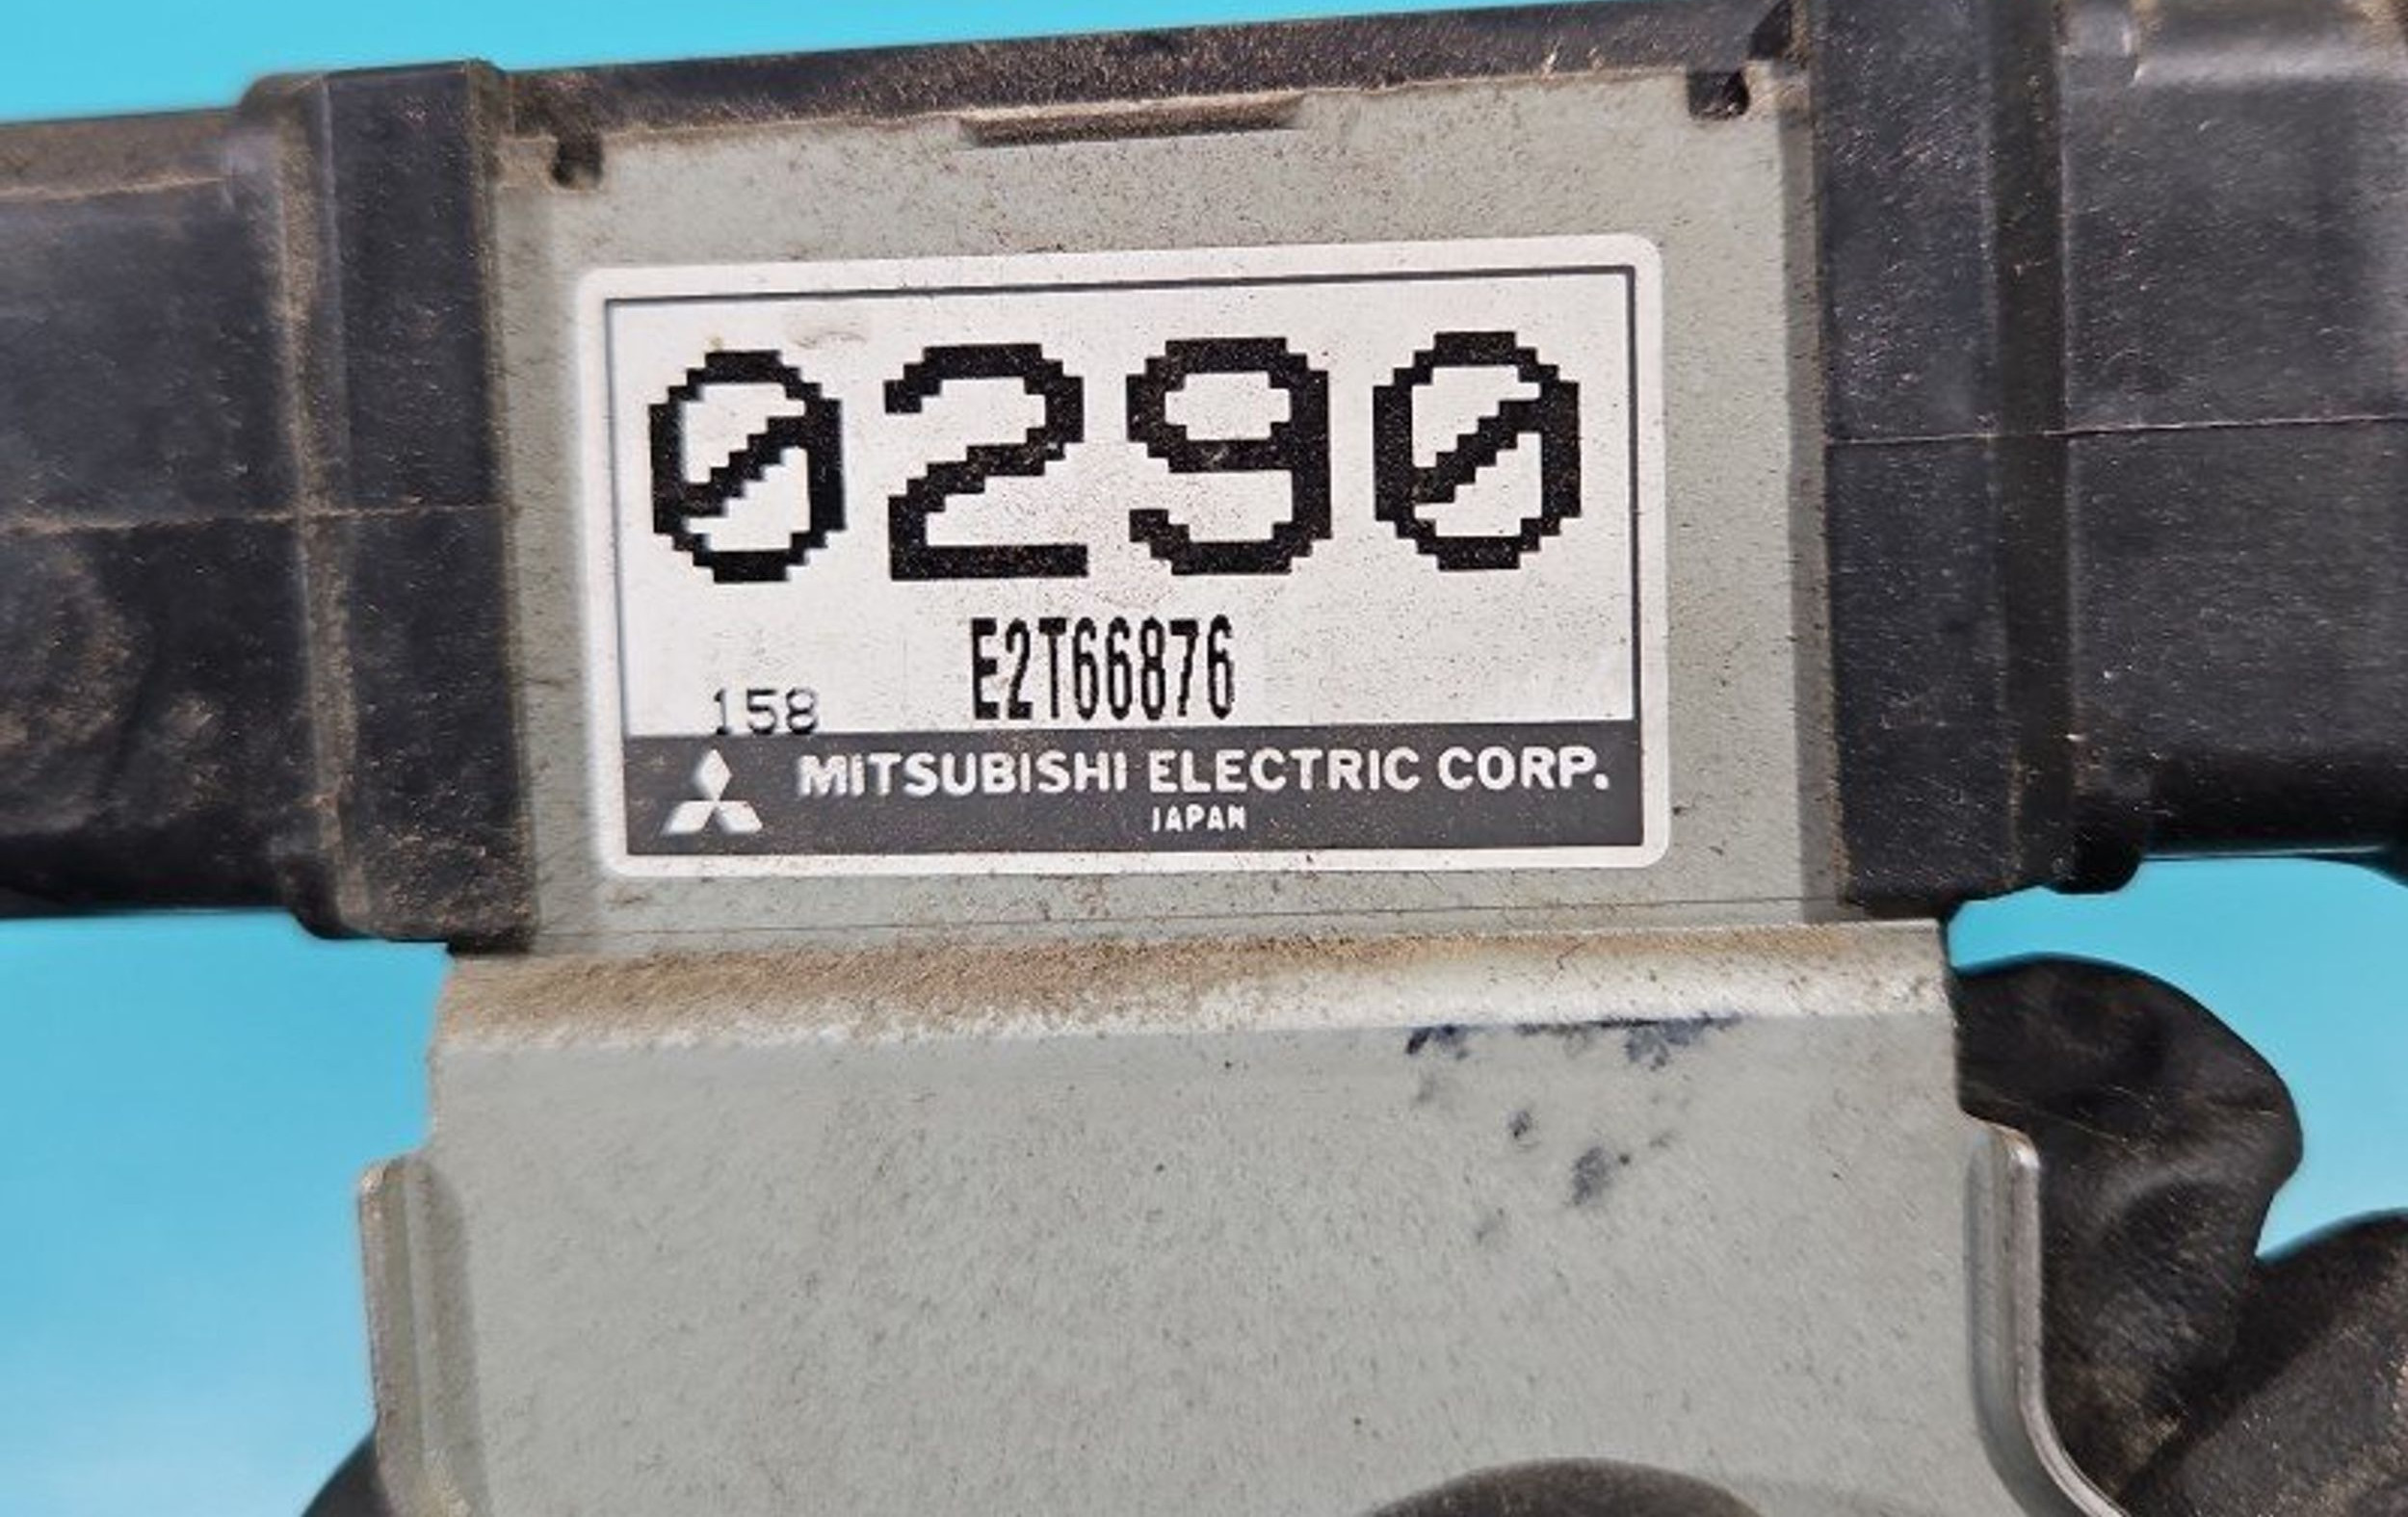 0290
E2T66876
158
MITSUBISHI ELECTRIC CORP.
JAPAN